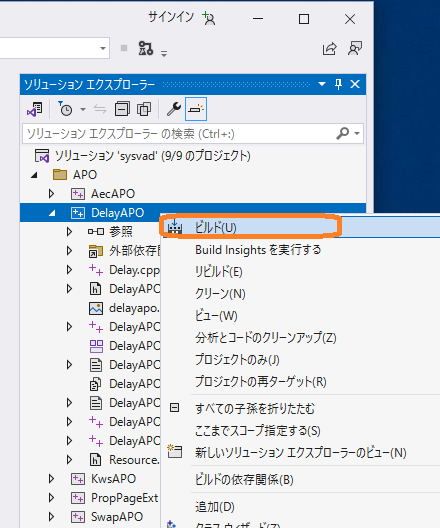 サインイン
ソリューション エクスプローラー
ソリューション エクスプローラー の検索 (Ctrl+;)
ソリューション 'sysvad' (9/9 のプロジェクト)
APO
AecAPO
DelayAPO
参照
外部依存
Delay.cpp
DelayAPO
delayapo.
DelayAPO
DelayAPO
DelayAPO
DelayAPO
DelayAPO
DelayAPO
DelayAPO
Resource.
KwsAPO
PropPageExt
SwapAPO
ビルド(U)
Build Insights を実行する
リビルド(E)
クリーン(N)
ビュー(W)
分析とコードのクリーンアップ(Z)
プロジェクトのみ(J)
プロジェクトの再ターゲット(R)
すべての子孫を折りたたむ
ここまでスコープ指定する(S)
新しいソリューション エクスプローラーのビュー(N)
ビルドの依存関係(B)
追加(D)
クラス ウィザード(Z)